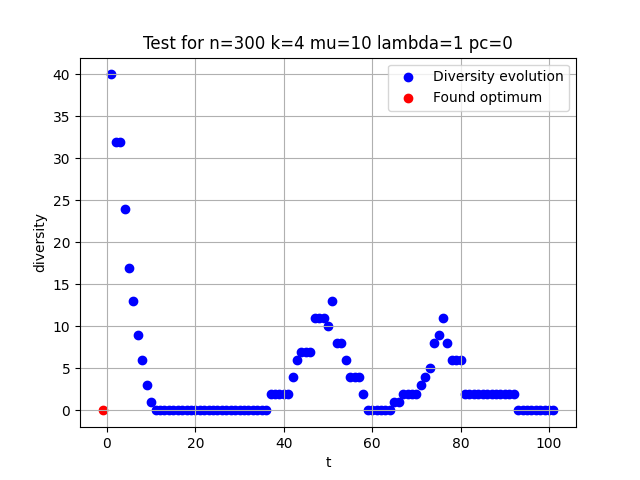 Test for n=300 k=4 mu=10 lambda=1 pc=0
Diversity evolution
Found optimum
40
35
30
25
20
15
10
5
0
diversity
0 20 40 60 80 100
t